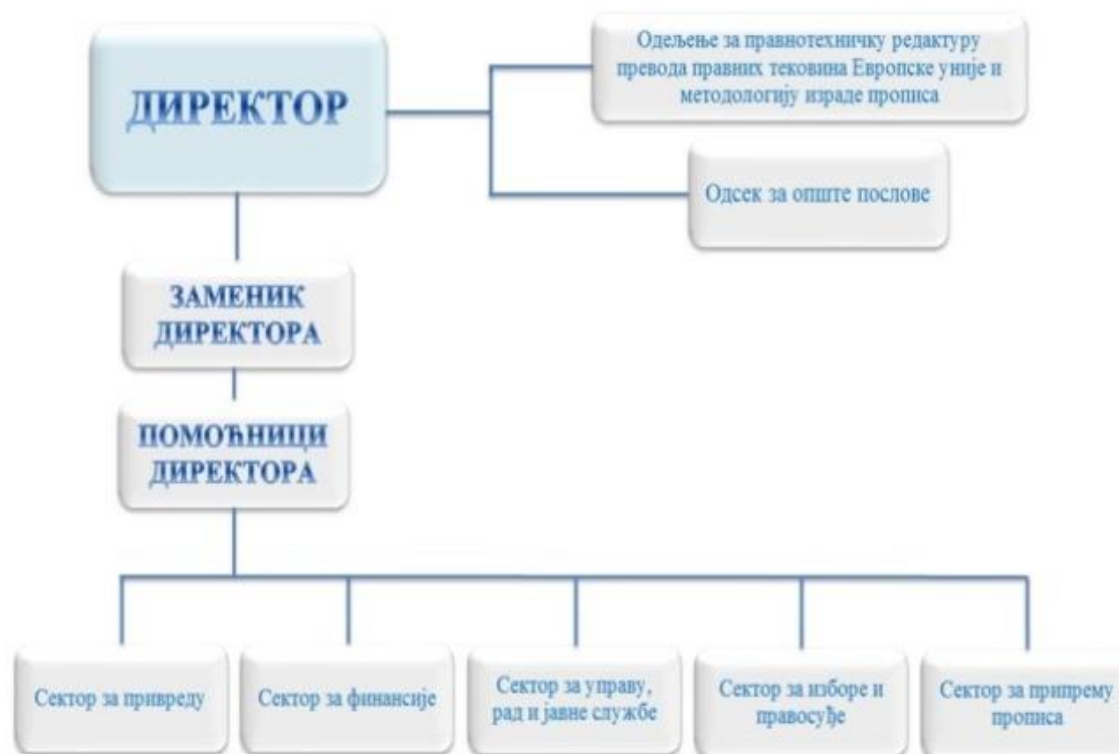 ДИРЕКТОР
Одељење за правнотехничку редактуру
превода правних тековина Европске уније и
методологију израде прописа
Одсек за опште послове
ЗАМЕНИК
ДИРЕКТОРА
ПОМОЋНИЦИ
ДИРЕКТОРА
Сектор за привреду
Сектор за финансије
Сектор за управу,
рад и јавне службе
Сектор за изборе и
правосуђе
Сектор за припрему
прописа